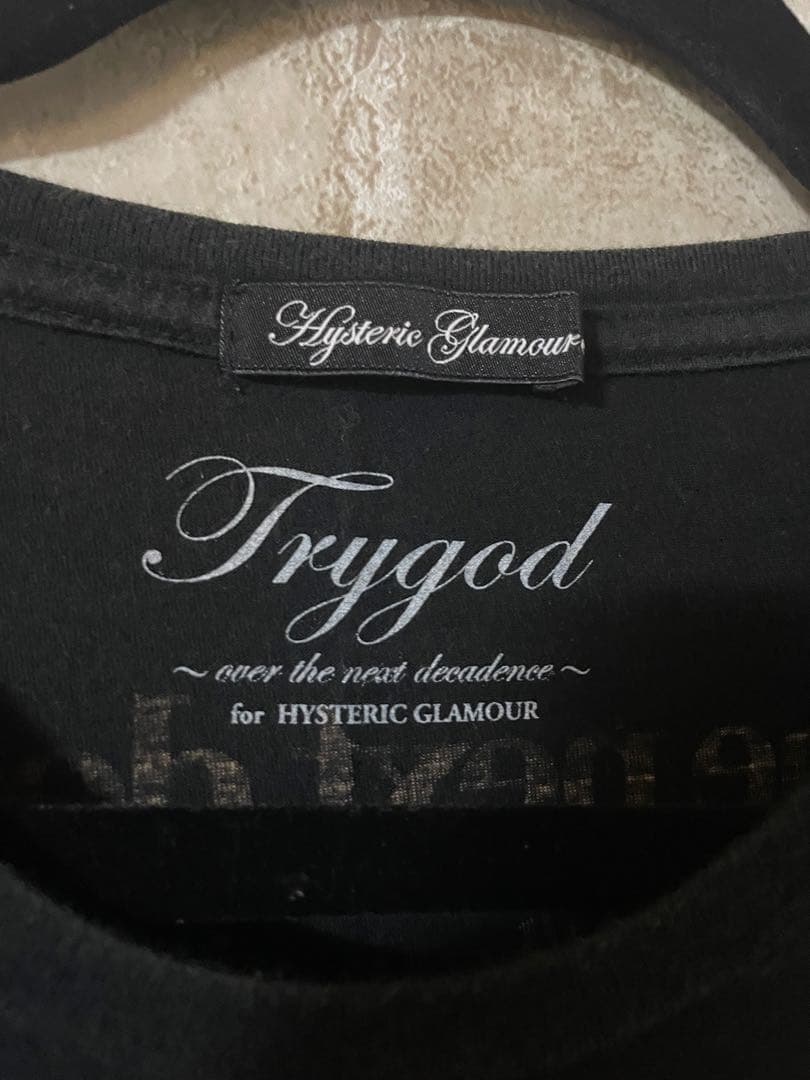 Hysteric Glamour
Trygod
~over the next decadence~
for HYSTERIC GLAMOUR